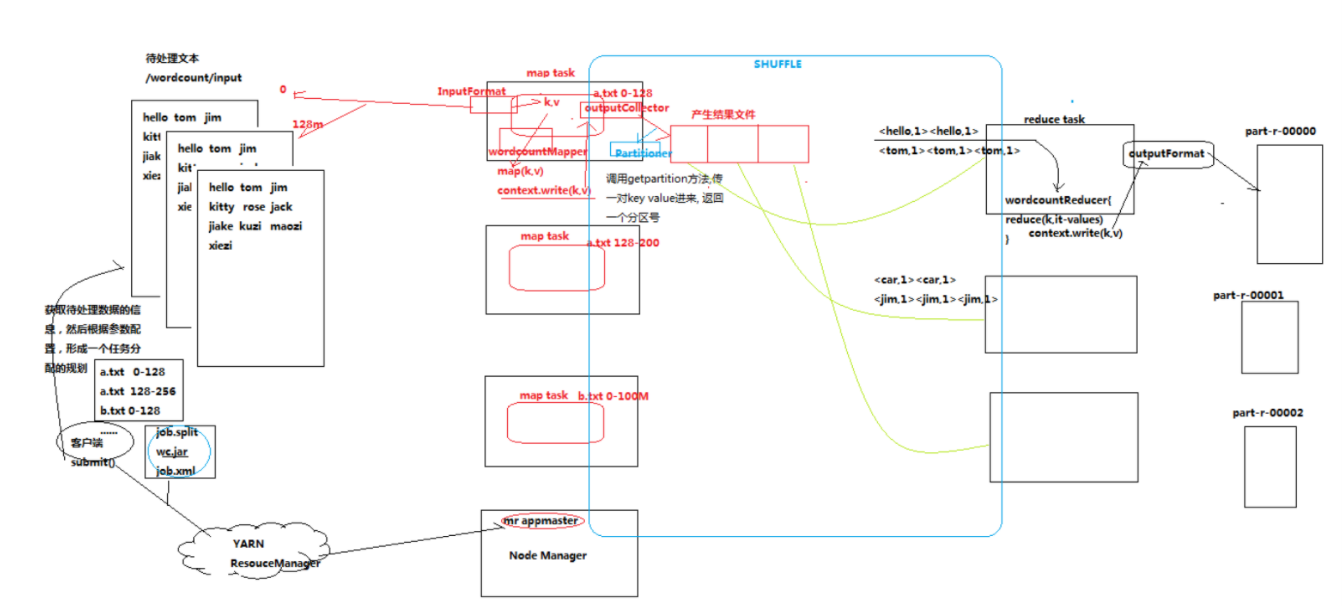 待处理文本
/wordcount/input
hello tom jim
kitt
jiak
xiez
hello tom jim
kit
jial
xie
hello tom jim
kitty rose jack
jiake kuzi maozi
xiezi
0
128m
InputFormat
map task
k.v
a.txt 0-128
outputCollector
wordcountMapper
map(k,v)
context.write(k,v)
Partitioner
产生结果文件
调用getpartition方法,传
一对key value进来, 返回
一个分区号
SHUFFLE
map task
a.txt 128-200
map task
b.txt 0-100M
mr appmaster
Node Manager
<hello,1><hello,1>
<tom,1><tom,1><tom,1>
reduce task
wordcountReducer{
reduce(k,it-values)
context.write(k,v)
}
outputFormat
part-r-00000
<car,1><car,1>
<jim,1><jim,1><jim,1>
part-r-00001
part-r-00002
获取待处理数据的信
息，然后根据参数配
置，形成一个任务分
配的规划
a.txt 0-128
a.txt 128-256
b.txt 0-128
......
客户端
submit()
job.split
wc.jar
job.xml
YARN
ResouceManager